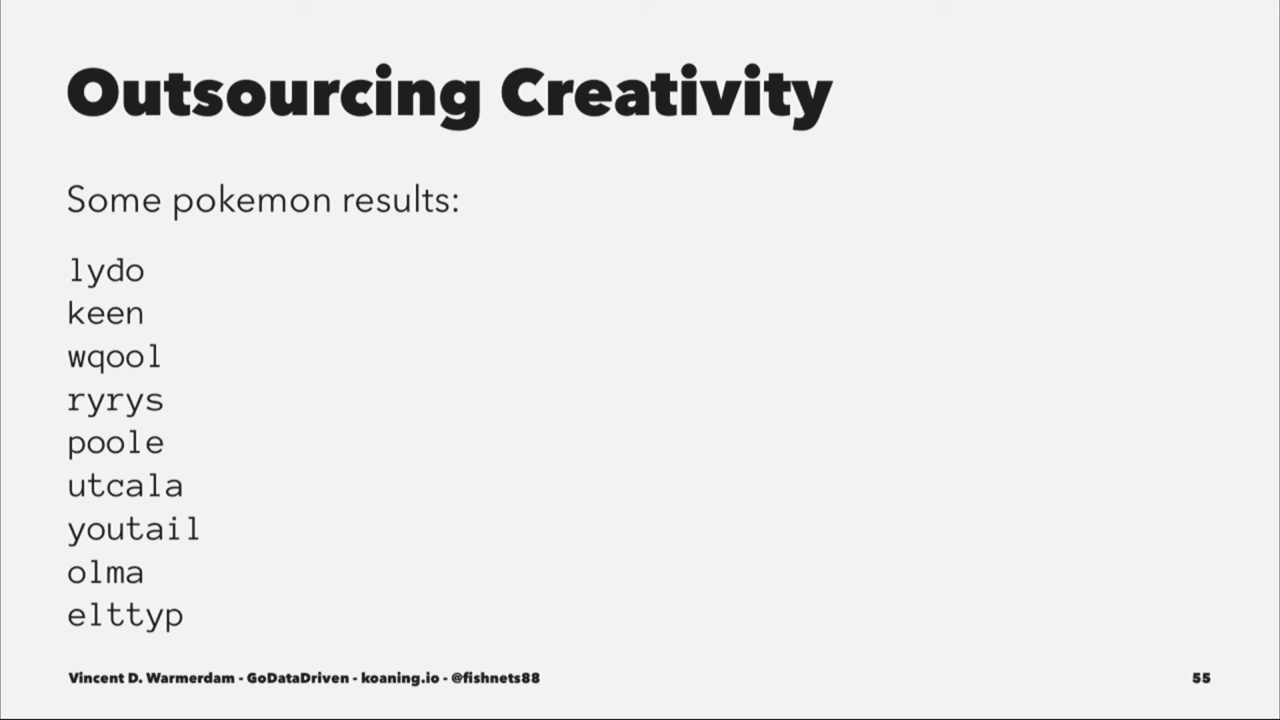 Outsourcing Creativity
Some pokemon results:
lydo
keen
wqool
ryrys
poole
utcala
youtail
olma
elttyp
Vincent D. Warmerdam - GoDataDriven - koaning.io - @fishnets88
55